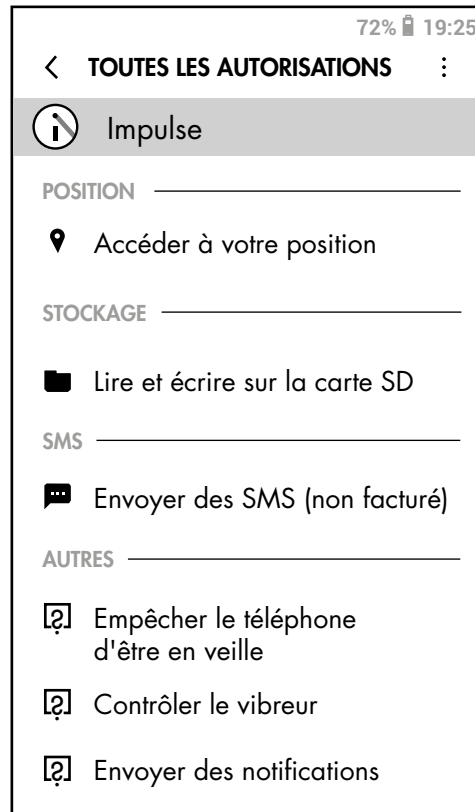 72% 19:25
TOUTES LES AUTORISATIONS
Impulse
POSITION
Accéder à votre position
STOCKAGE
Lire et écrire sur la carte SD
SMS
Envoyer des SMS (non facturé)
AUTRES
Empêcher le téléphone
d'être en veille
Contrôler le vibreur
Envoyer des notifications